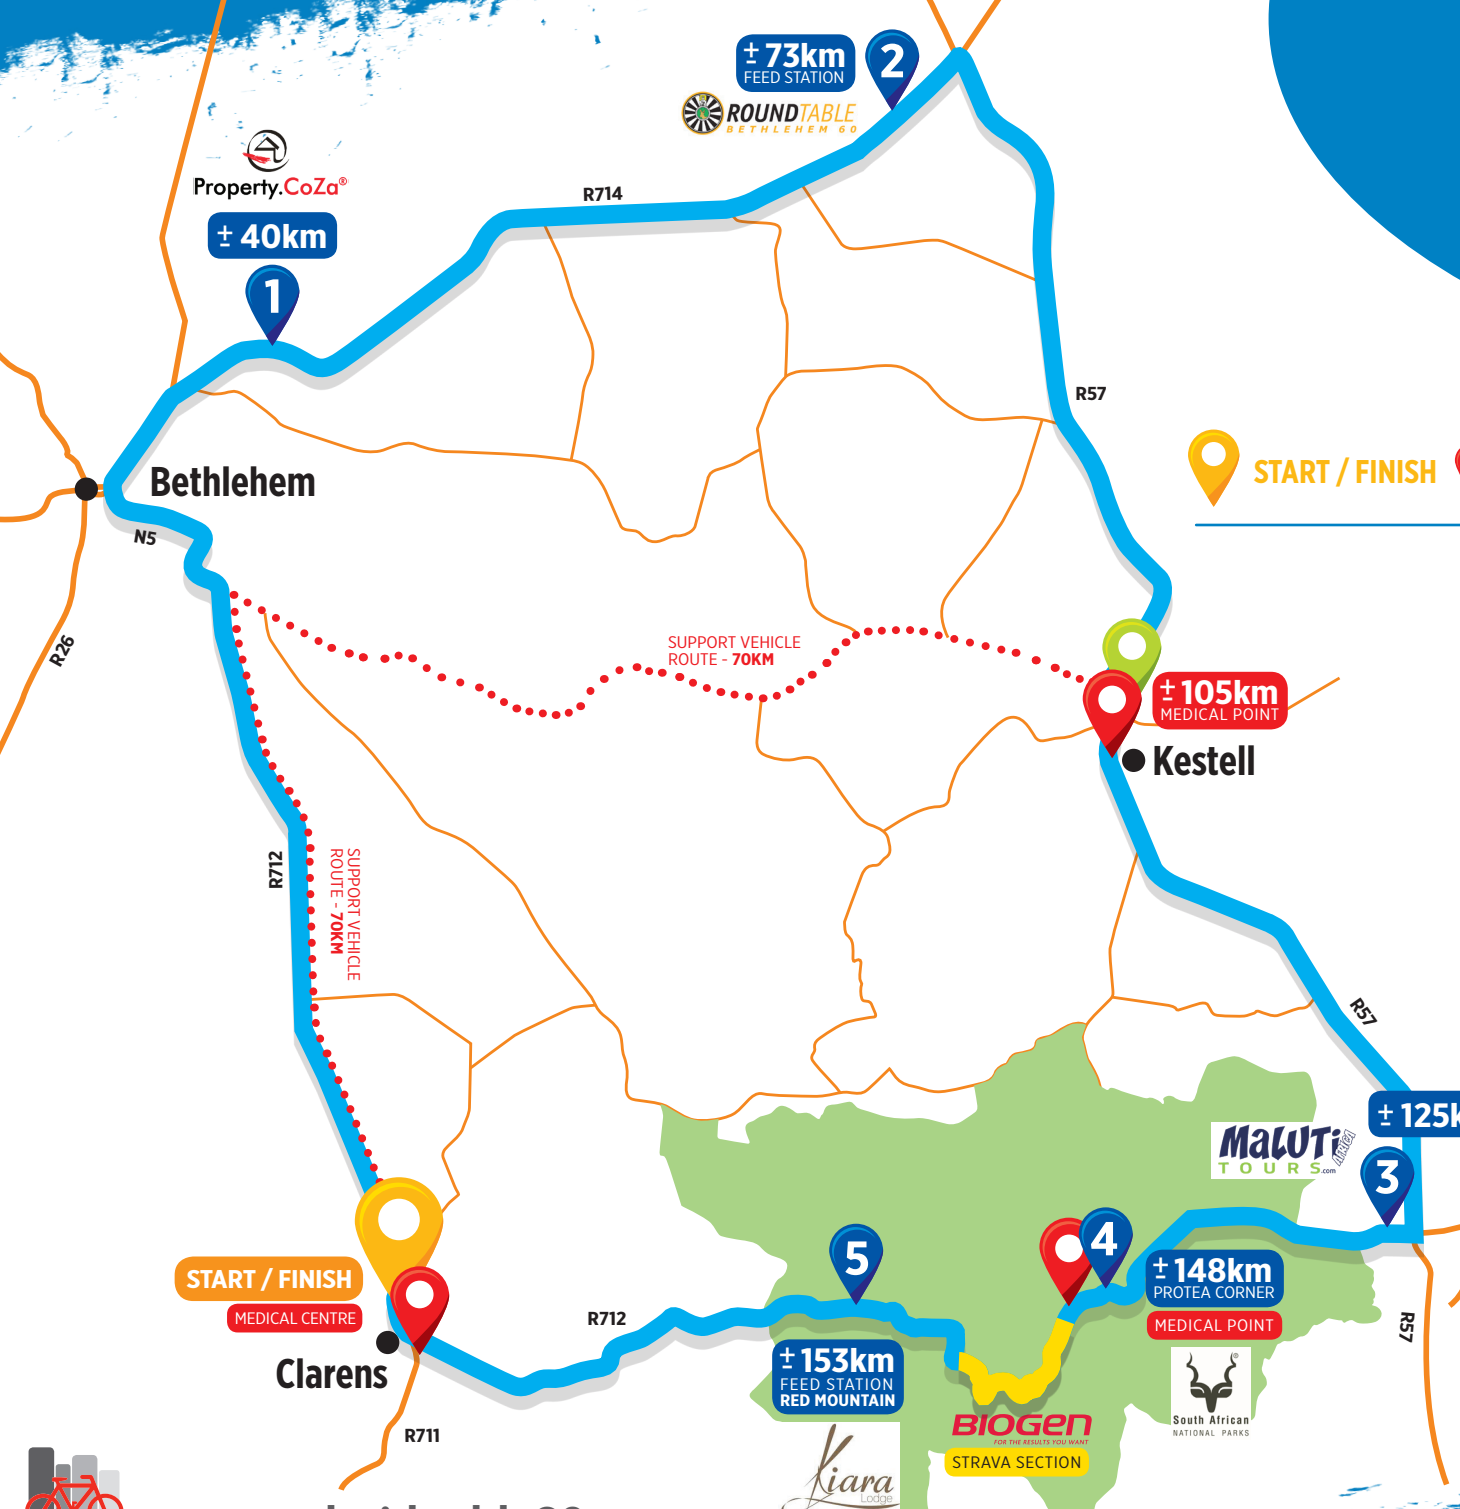 ± 73km
FEED STATION
2
ROUNDTABLE
BETHLEHEM 60
Property.CoZa®
± 40km
1
R714
R57
START / FINISH
Bethlehem
N5
R26
SUPPORT VEHICLE
ROUTE - 70KM
± 105km
MEDICAL POINT
Kestell
R712
SUPPORT VEHICLE
ROUTE - 70KM
R57
± 125k
MALUTi
AFRICA
TOURS.com
3
4
5
START / FINISH
MEDICAL CENTRE
± 148km
PROTEA CORNER
MEDICAL POINT
R712
R57
Clarens
± 153km
FEED STATION
RED MOUNTAIN
BIOGEN
FOR THE RESULTS YOU WANT
STRAVA SECTION
South African
NATIONAL PARKS
R711
Kiara
Lodge